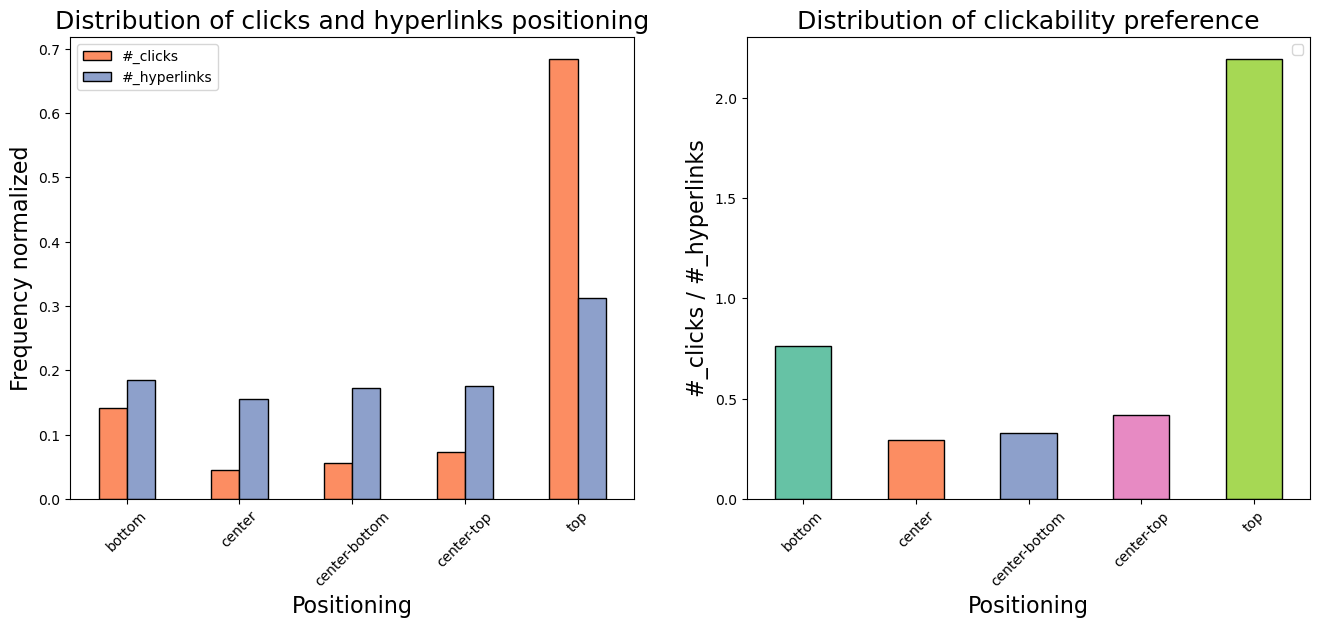 Distribution of clicks and hyperlinks positioning
#_clicks
#_hyperlinks
Frequency normalized
0.7
0.6
0.5
0.4
0.3
0.2
0.1
0.0
bottom
center
center-bottom
center-top
top
Positioning
Distribution of clickability preference
#_clicks / #_hyperlinks
2.0
1.5
1.0
0.5
0.0
bottom
center
center-bottom
center-top
top
Positioning